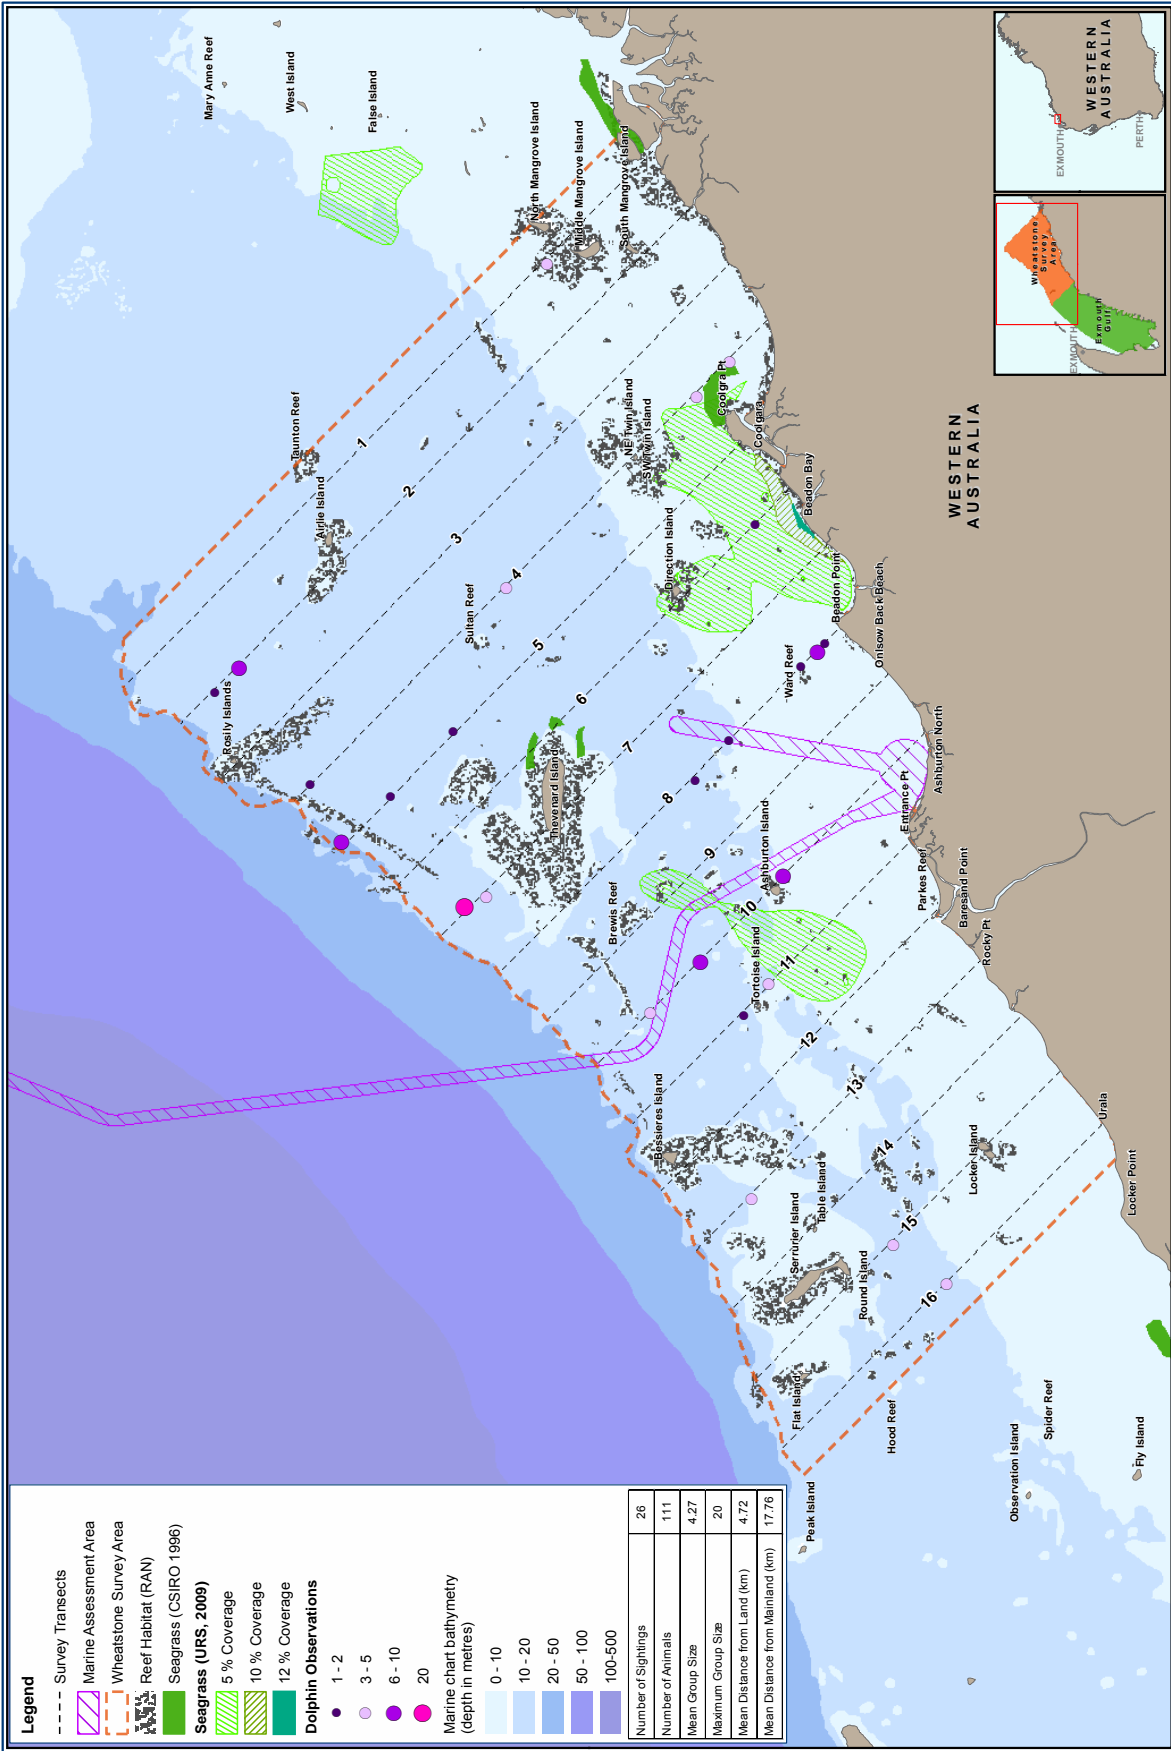 Legend
Survey Transects
Marine Assessment Area
Wheatstone Survey Area
Reef Habitat (RAN)
Seagrass (CSIRO 1996)
Seagrass (URS, 2009)
5 % Coverage
10 % Coverage
12 % Coverage
Dolphin Observations
1 - 2
3 - 5
6 - 10
20
Marine chart bathymetry
(depth in metres)
0 - 10
10 - 20
20 - 50
50 - 100
100-500
Number of Sightings 26
Number of Animals 111
Mean Group Size 4.27
Maximum Group Size 20
Mean Distance from Land (km) 4.72
Mean Distance from Mainland (km) 17.76
Peak Island
Flat Island
Hood Reef
Observation Island
Spider Reef
Fly Island
Round Island
Serrurier Island
Table Island
Bessieres Island
Locker Island
Locker Point
Urala
Tortoise Island
Brewis Reef
Ashburton Island
Thevenard Island
Rocky Pt
Baresand Point
Parkes Reef
Entrance Pt
Ashburton North
Rosily Islands
Ward Reef
Onlsow Back Beach
Beadon Point
Sultan Reef
Direction Island
Airlie Island
Beadon Bay
Coolgara
Coolgra Pt
SW Twin Island
NE Twin Island
Taunton Reef
South Mangrove Island
Middle Mangrove Island
North Mangrove Island
False Island
West Island
Mary Anne Reef
1
2
3
4
5
6
7
8
9
10
11
12
13
14
15
16
WESTERN
AUSTRALIA
EXMOUTH
Exmouth
Gulf
Wheatstone
Survey
Area
EXMOUTH
PERTH
WESTERN
AUSTRALIA